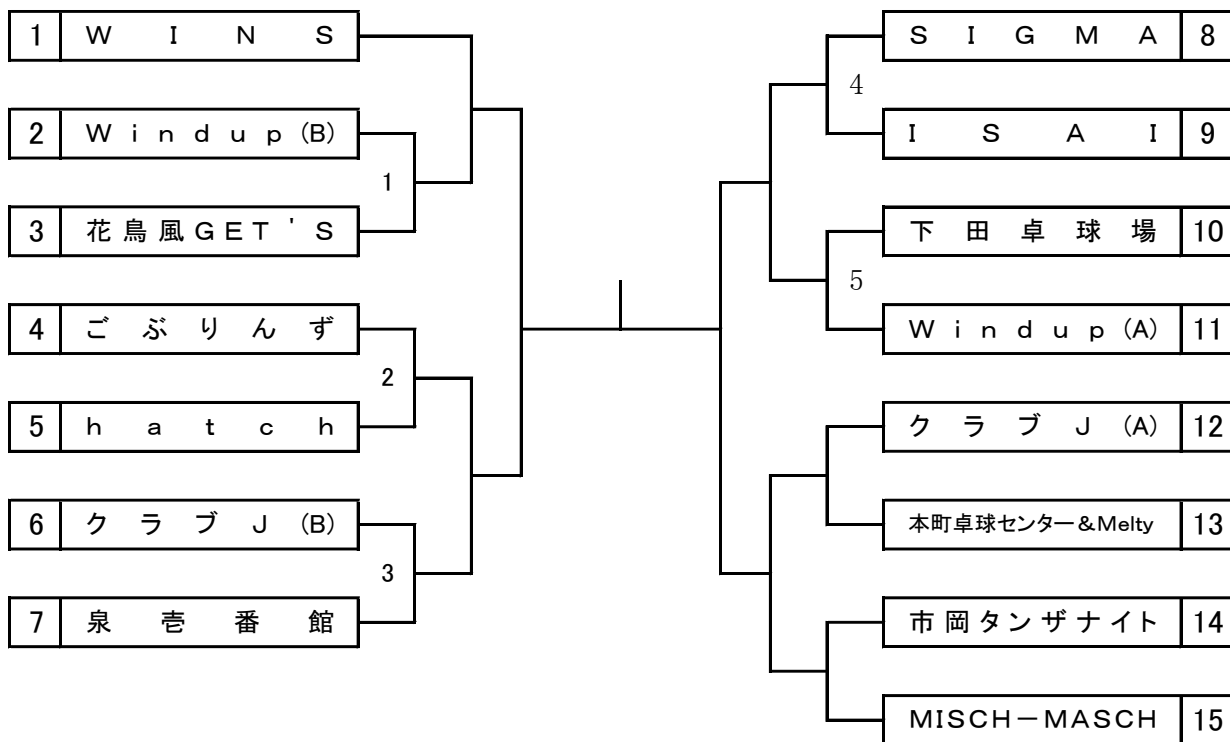 1 WINS
2 Windup(B)
1
3 花鳥風GET'S
4 ごぶりんず
2
5 hatch
6 クラブJ(B)
3
7 泉壱番館
SIGMA 8
4
ISAI 9
下田卓球場 10
5
Windup(A) 11
クラブJ(A) 12
本町卓球センター&Melty 13
市岡タンザナイト 14
MISCH－MASCH 15